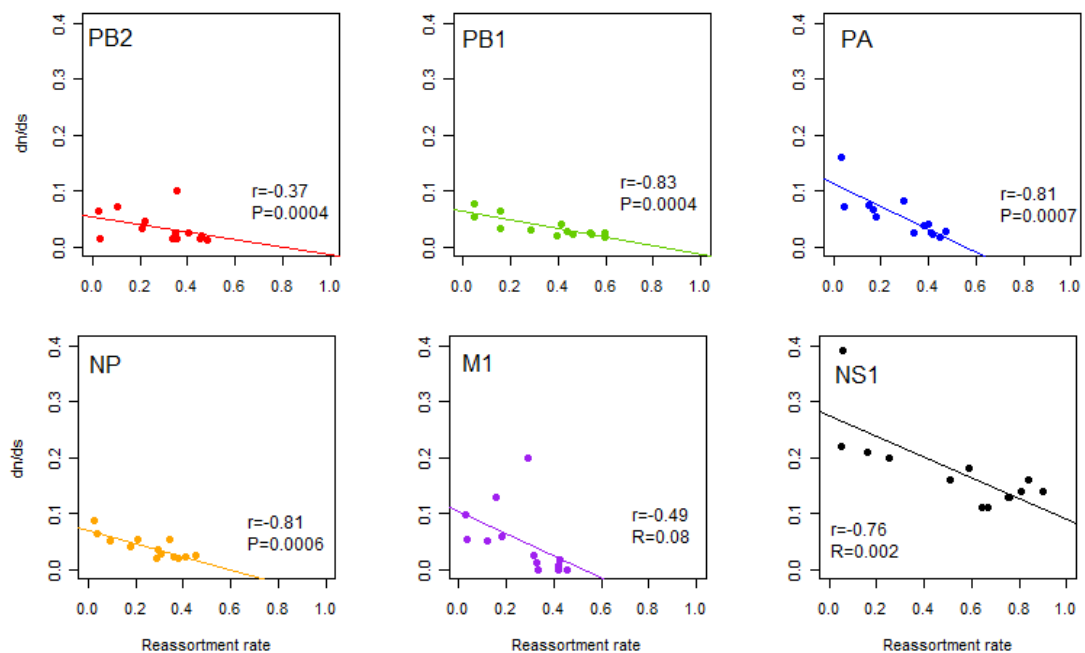 PB2
PB1
PA
dn/ds
0.0 0.1 0.2 0.3 0.4
0.0 0.1 0.2 0.3 0.4
0.0 0.1 0.2 0.3 0.4
r=-0.37
P=0.0004
r=-0.83
P=0.0004
r=-0.81
P=0.0007
0.0 0.2 0.4 0.6 0.8 1.0
0.0 0.2 0.4 0.6 0.8 1.0
0.0 0.2 0.4 0.6 0.8 1.0
NP
M1
NS1
dn/ds
0.0 0.1 0.2 0.3 0.4
0.0 0.1 0.2 0.3 0.4
0.0 0.1 0.2 0.3 0.4
r=-0.81
P=0.0006
r=-0.49
R=0.08
r=-0.76
R=0.002
0.0 0.2 0.4 0.6 0.8 1.0
0.0 0.2 0.4 0.6 0.8 1.0
0.0 0.2 0.4 0.6 0.8 1.0
Reassortment rate
Reassortment rate
Reassortment rate